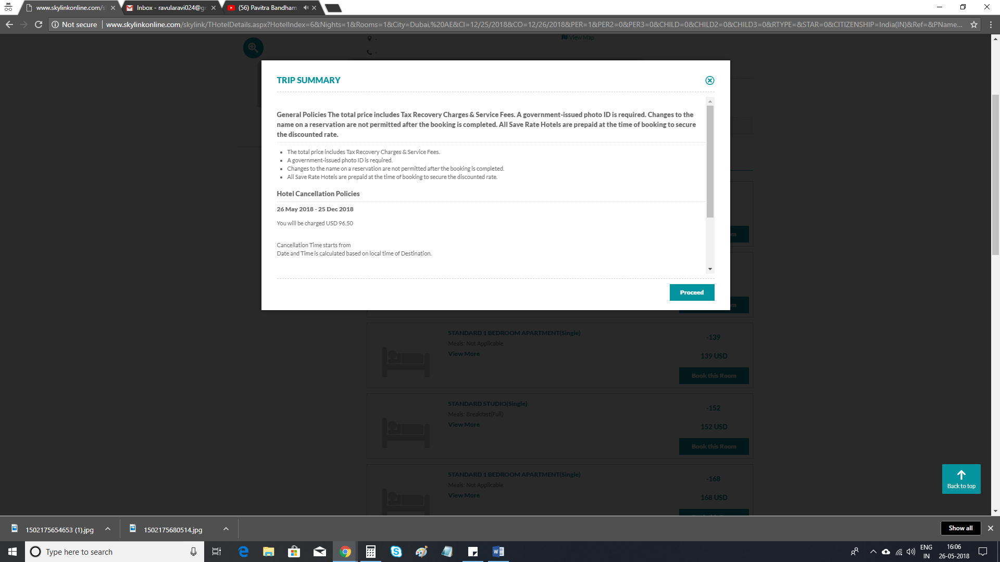 www.skylinkonline.com/s
Inbox - ravularavi024@g
(56) Pavitra Bandham
Not secure
www.skylinkonline.com/skylink/THotelDetails.aspx?HotelIndex=6&Nights=1&Rooms=1&City=Dubai,%20AE&CI=12/25/2018&CO=12/26/2018&PER=1&PER2=0&PER3=0&CHILD=0&CHILD2=0&CHILD3=0&RTYPE=&STAR=0&CITIZENSHIP=India(IN)&Ref=&PName...
-
View Map
-
TRIP SUMMARY
General Policies The total price includes Tax Recovery Charges & Service Fees. A government-issued photo ID is required. Changes to the
name on a reservation are not permitted after the booking is completed. All Save Rate Hotels are prepaid at the time of booking to secure
the discounted rate.
• The total price includes Tax Recovery Charges & Service Fees.
• A government-issued photo ID is required.
• Changes to the name on a reservation are not permitted after the booking is completed.
• All Save Rate Hotels are prepaid at the time of booking to secure the discounted rate.
Hotel Cancellation Policies
26 May 2018 - 25 Dec 2018
You will be charged USD 96.50
Cancellation Time starts from
Date and Time is calculated based on local time of Destination.
Proceed
STANDARD 1 BEDROOM APARTMENT(Single)
Meals: Not Applicable
View More
-139
139 USD
Book this Room
STANDARD STUDIO(Single)
Meals: Breakfast(Full)
View More
-152
152 USD
Book this Room
STANDARD 1 BEDROOM APARTMENT(Single)
Meals: Not Applicable
View More
-168
168 USD
Back to top
1502175654653 (1).jpg
1502175680514.jpg
Show all
Type here to search
ENG
IN
16:06
26-05-2018